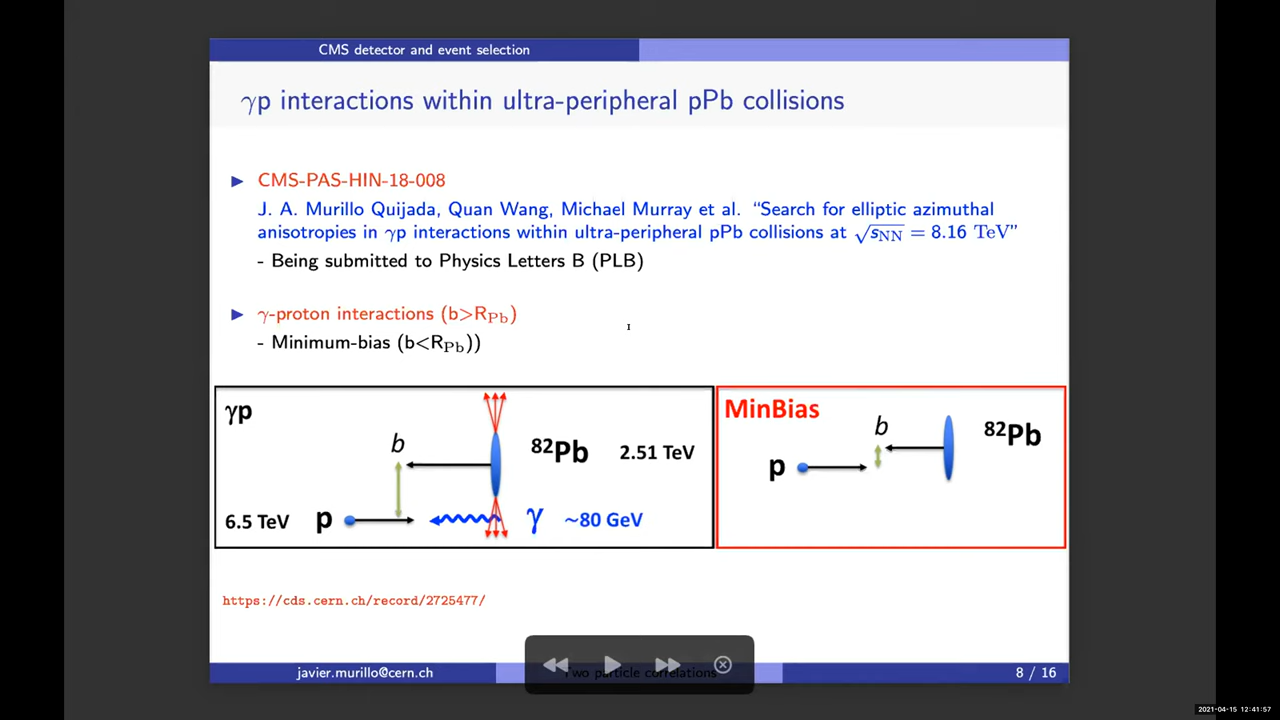 CMS detector and event selection
γp interactions within ultra-peripheral pPb collisions
▶ CMS-PAS-HIN-18-008
J. A. Murillo Quijada, Quan Wang, Michael Murray et al. “Search for elliptic azimuthal
anisotropies in γp interactions within ultra-peripheral pPb collisions at √sNN = 8.16 TeV”
- Being submitted to Physics Letters B (PLB)
▶ γ-proton interactions (b>RPb)
- Minimum-bias (b<RPb))
γp
b
82Pb 2.51 TeV
6.5 TeV p γ ~80 GeV
MinBias
b
82Pb
p
https://cds.cern.ch/record/2725477/
javier.murillo@cern.ch Two particle correlations 8 / 16
2021-04-15 12:41:57